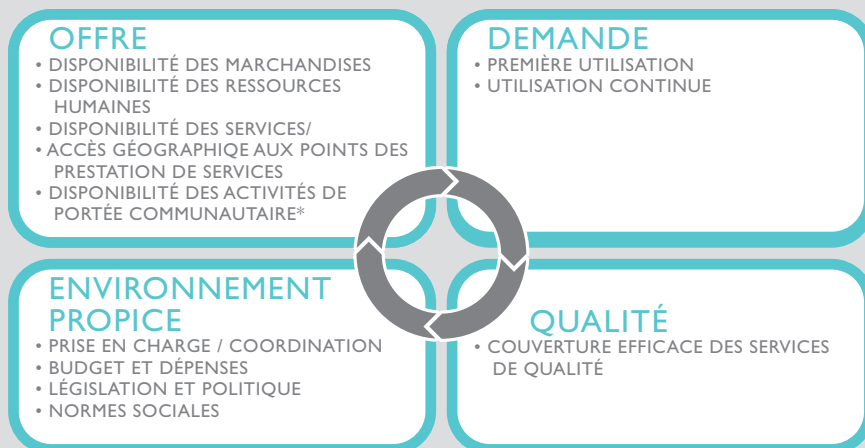 OFFRE
• DISPONIBILITÉ DES MARCHANDISES
• DISPONIBILITÉ DES RESSOURCES
HUMAINES
• DISPONIBILITÉ DES SERVICES/
• ACCÈS GÉOGRAPHIQE AUX POINTS DES
PRESTATION DE SERVICES
• DISPONIBILITÉ DES ACTIVITÉS DE
PORTÉE COMMUNAUTAIRE*
DEMANDE
• PREMIÈRE UTILISATION
• UTILISATION CONTINUE
ENVIRONNEMENT
PROPICE
• PRISE EN CHARGE / COORDINATION
• BUDGET ET DÉPENSES
• LÉGISLATION ET POLITIQUE
• NORMES SOCIALES
QUALITÉ
• COUVERTURE EFFICACE DES SERVICES
DE QUALITÉ